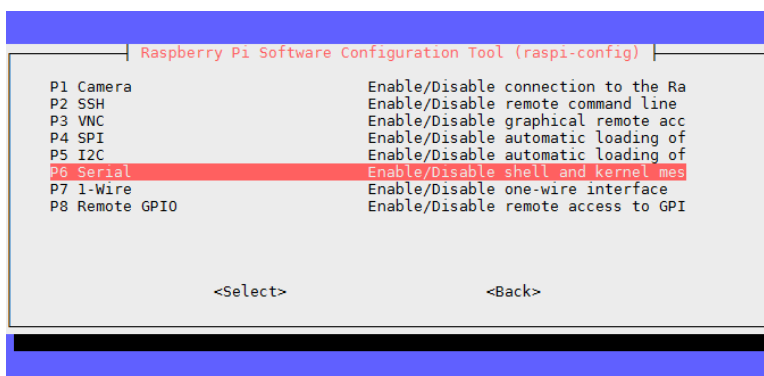 Raspberry Pi Software Configuration Tool (raspi-config)
P1 Camera Enable/Disable connection to the Ra
P2 SSH Enable/Disable remote command line
P3 VNC Enable/Disable graphical remote acc
P4 SPI Enable/Disable automatic loading of
P5 I2C Enable/Disable automatic loading of
P6 Serial Enable/Disable shell and kernel mes
P7 1-Wire Enable/Disable one-wire interface
P8 Remote GPIO Enable/Disable remote access to GPI
<Select> <Back>